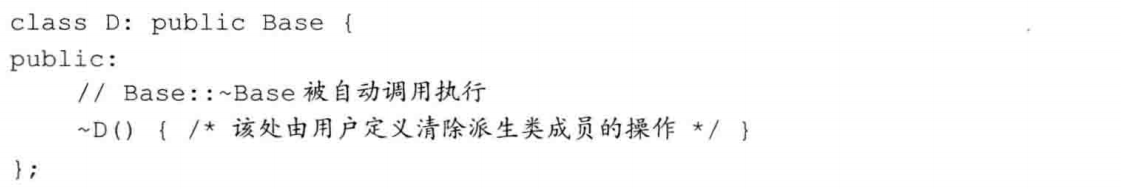 class D: public Base {
public:
    // Base::~Base 被自动调用执行
    ~D() { /* 该处由用户定义清除派生类成员的操作 */ }
};